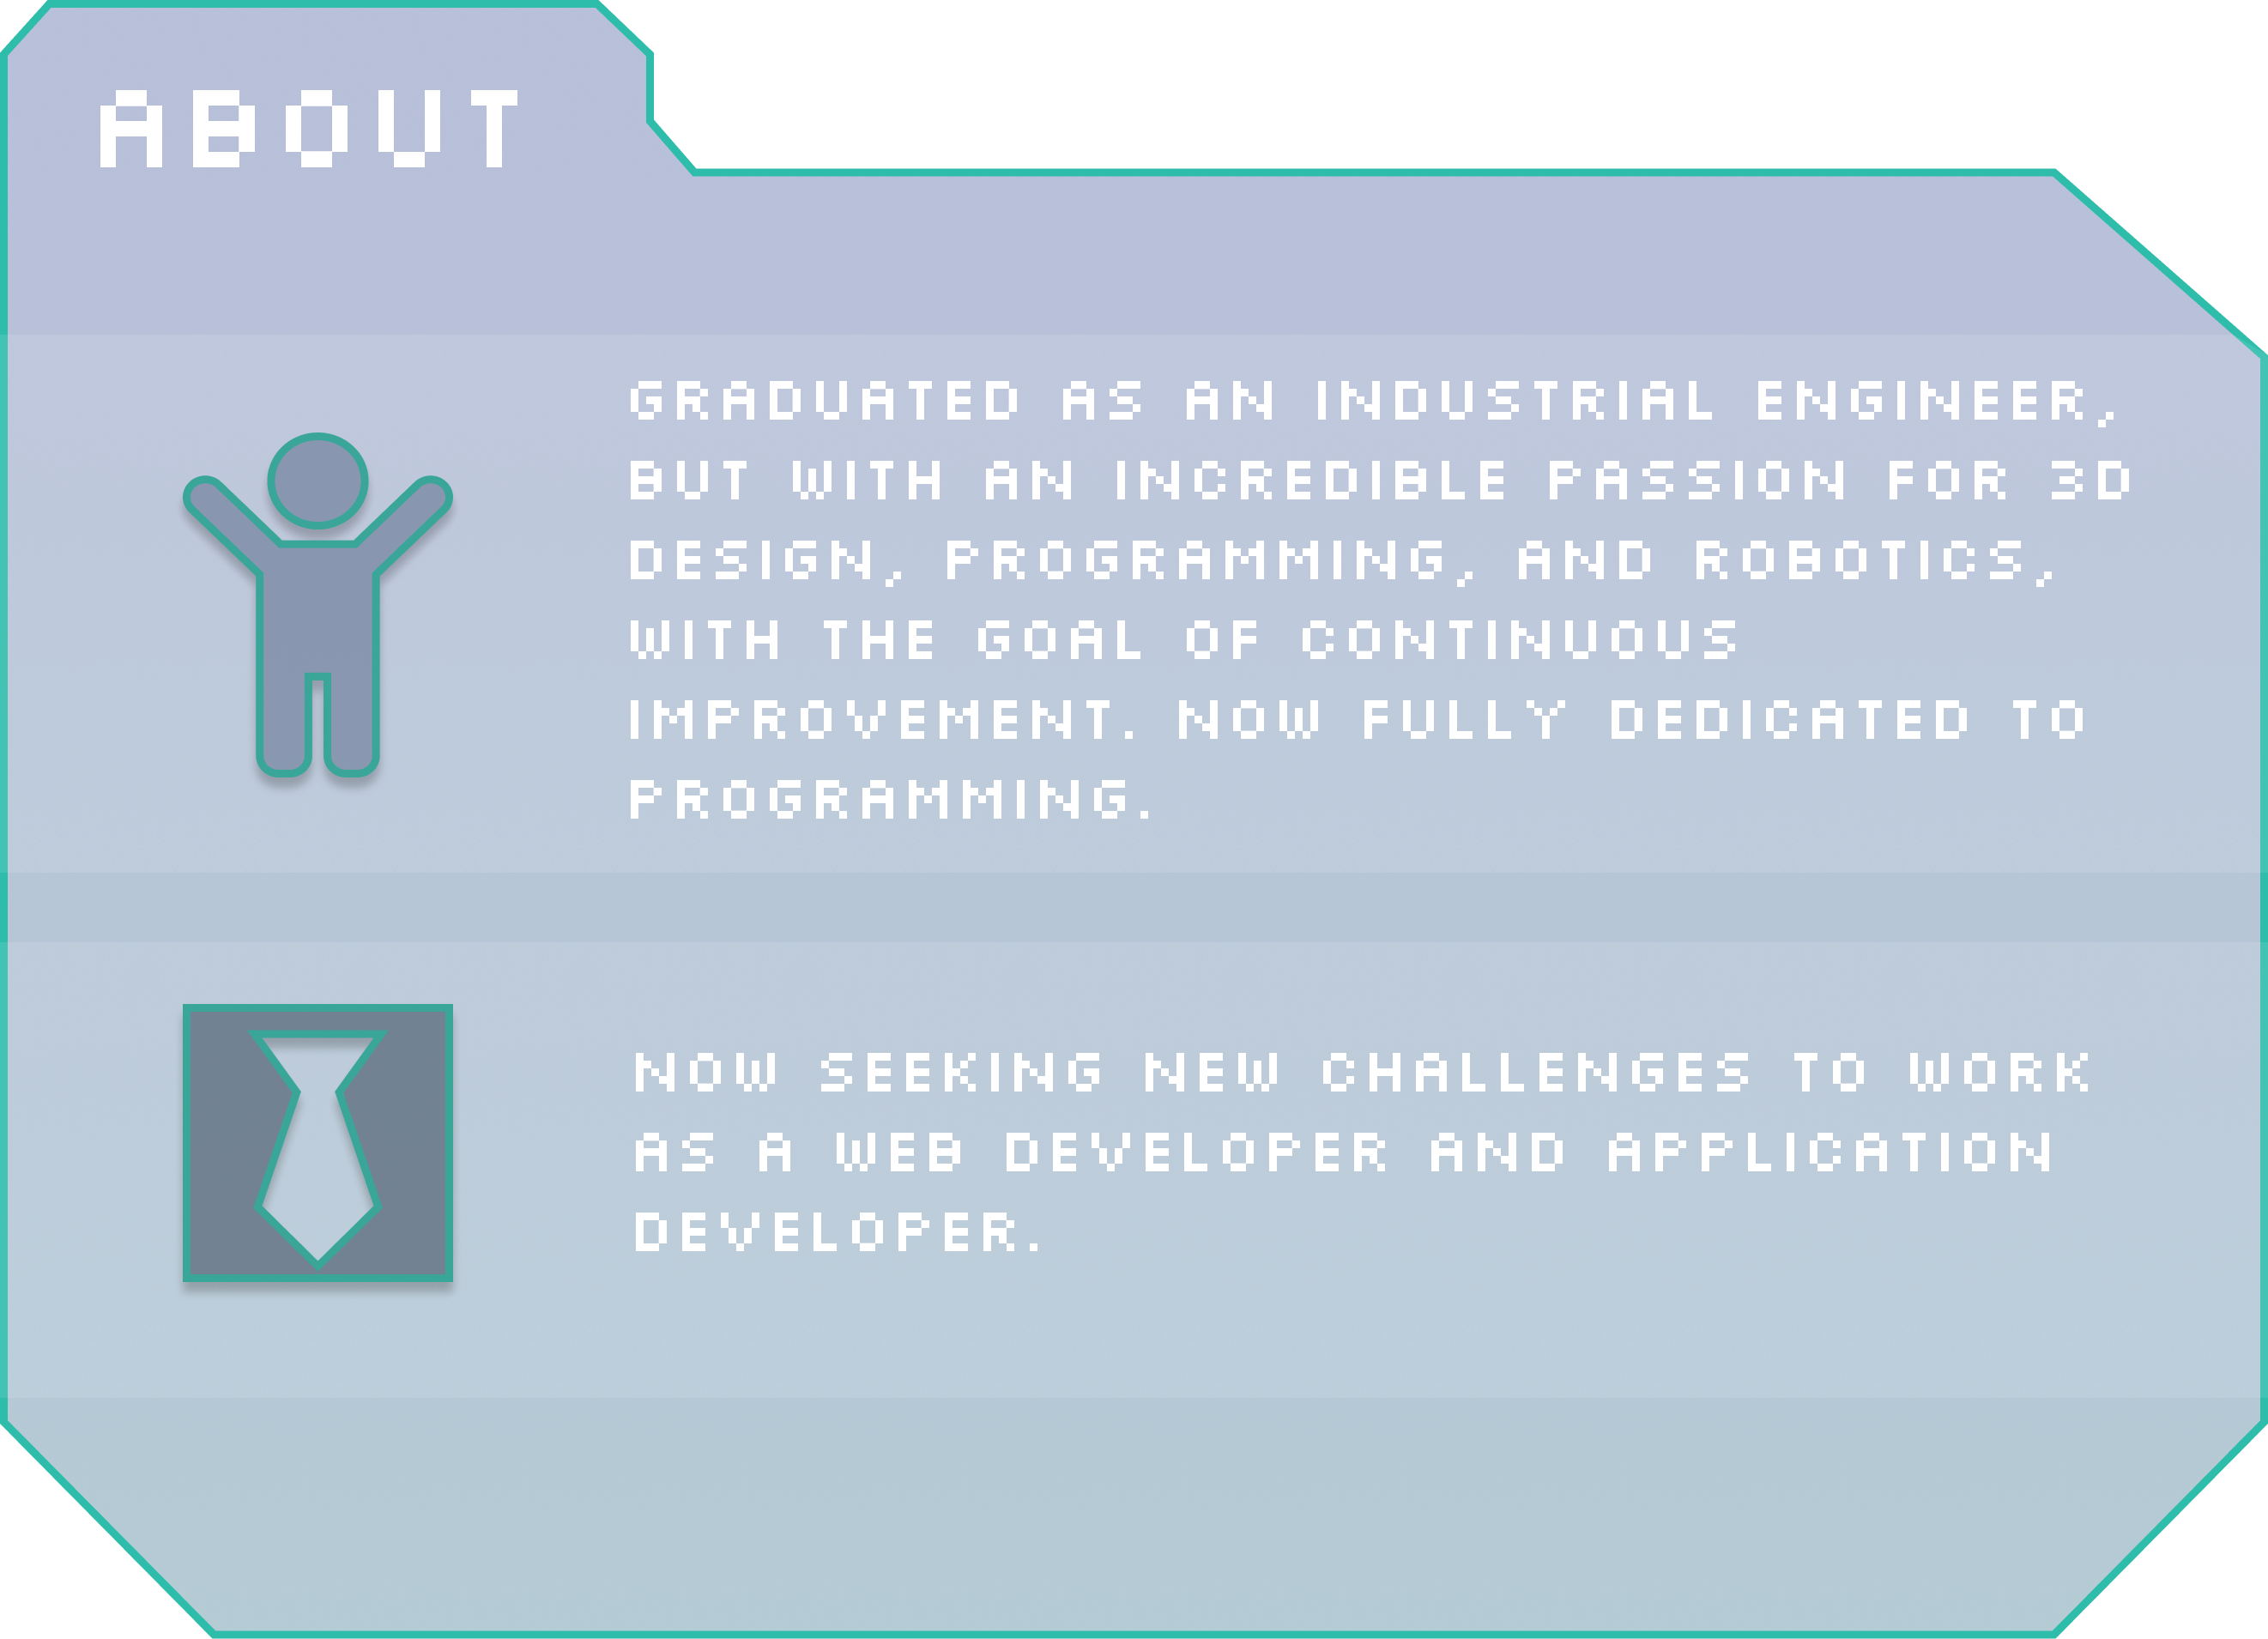 ABOUT
GRADUATED AS AN INDUSTRIAL ENGINEER,
BUT WITH AN INCREDIBLE PASSION FOR 3D
DESIGN, PROGRAMMING, AND ROBOTICS,
WITH THE GOAL OF CONTINUOUS
IMPROVEMENT. NOW FULLY DEDICATED TO
PROGRAMMING.
NOW SEEKING NEW CHALLENGES TO WORK
AS A WEB DEVELOPER AND APPLICATION
DEVELOPER.